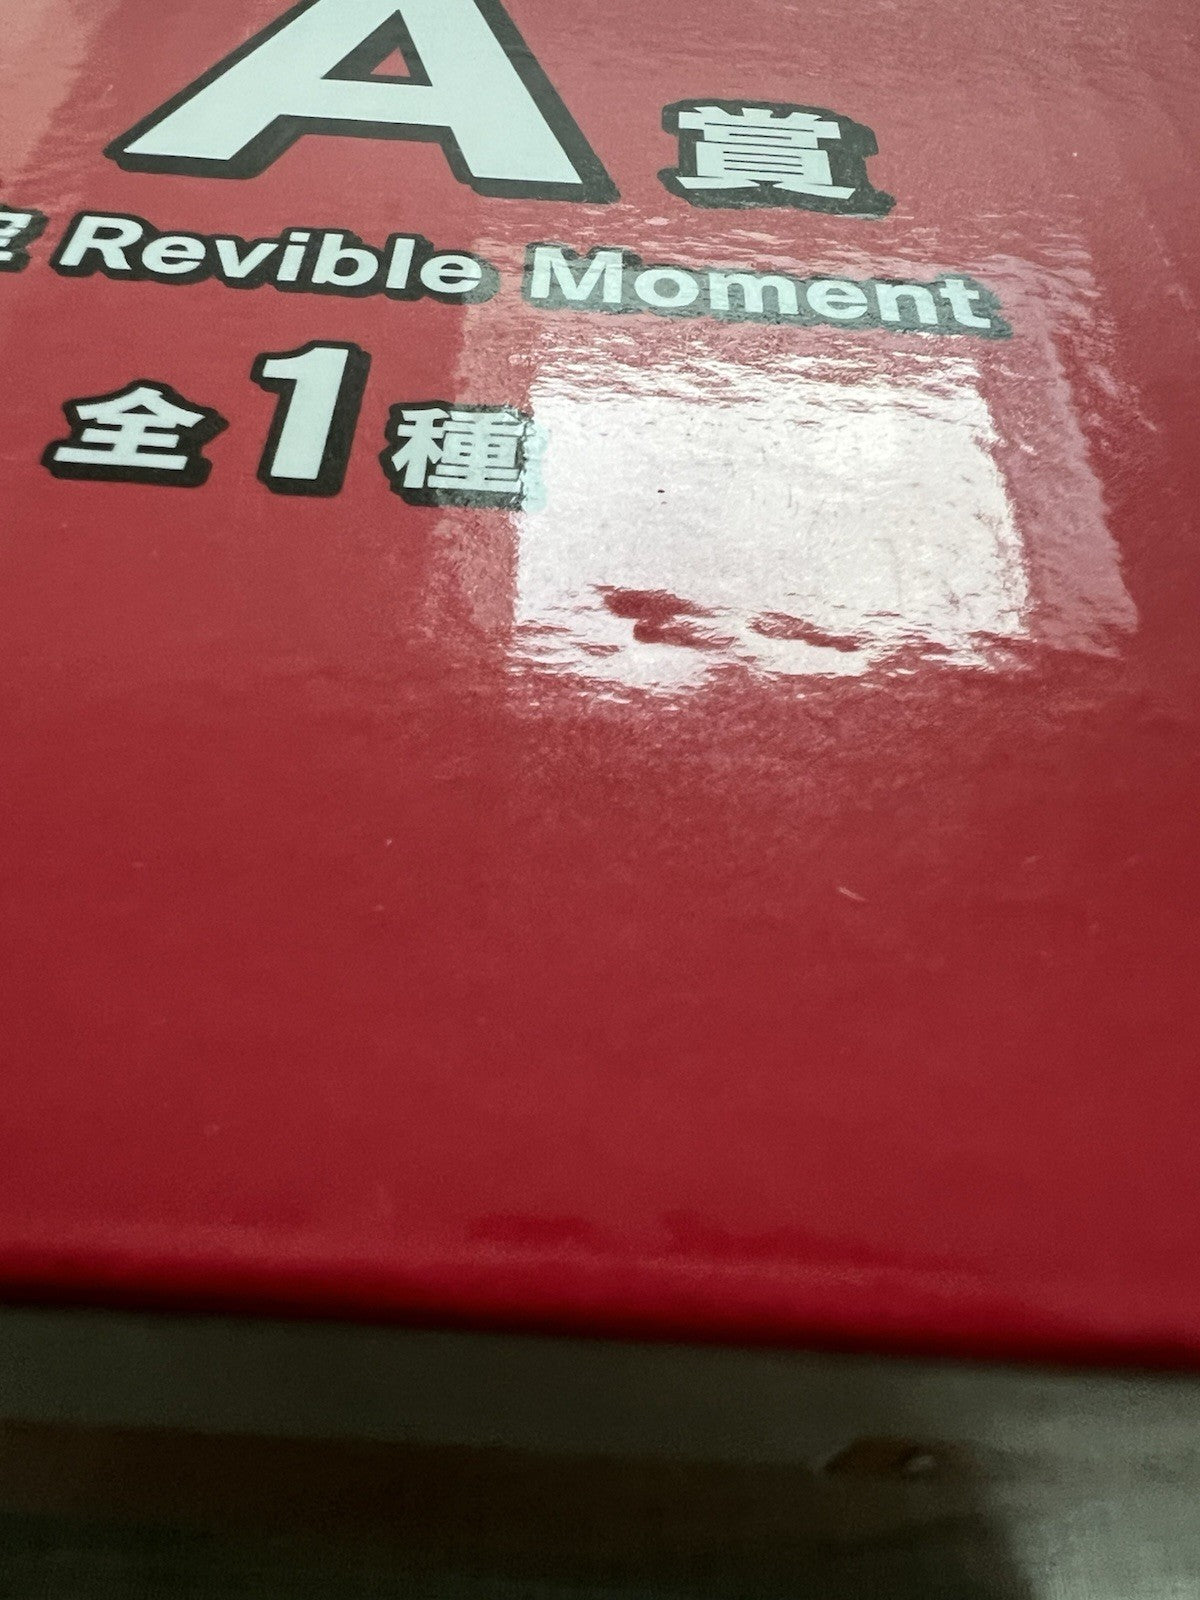 A賞
Revible Moment
全1種